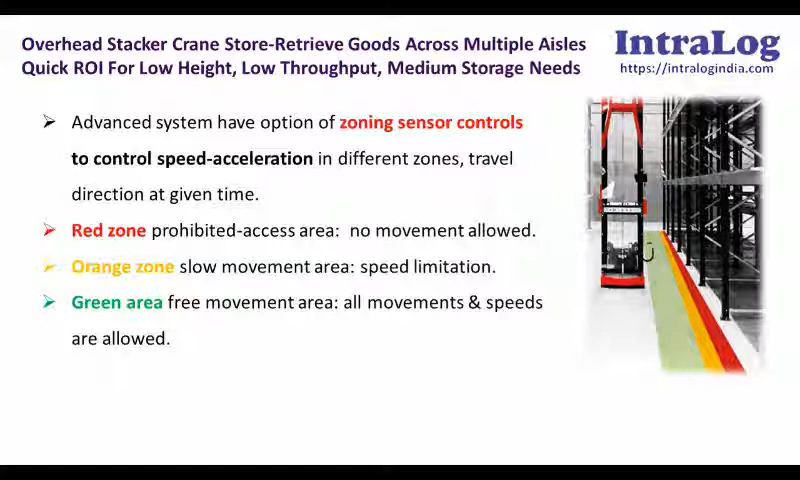 Overhead Stacker Crane Store-Retrieve Goods Across Multiple Aisles
Quick ROI For Low Height, Low Throughput, Medium Storage Needs
IntraLog
https://intralogindia.com
Advanced system have option of zoning sensor controls
to control speed-acceleration in different zones, travel
direction at given time.
Red zone prohibited-access area: no movement allowed.
Orange zone slow movement area: speed limitation.
Green area free movement area: all movements & speeds
are allowed.